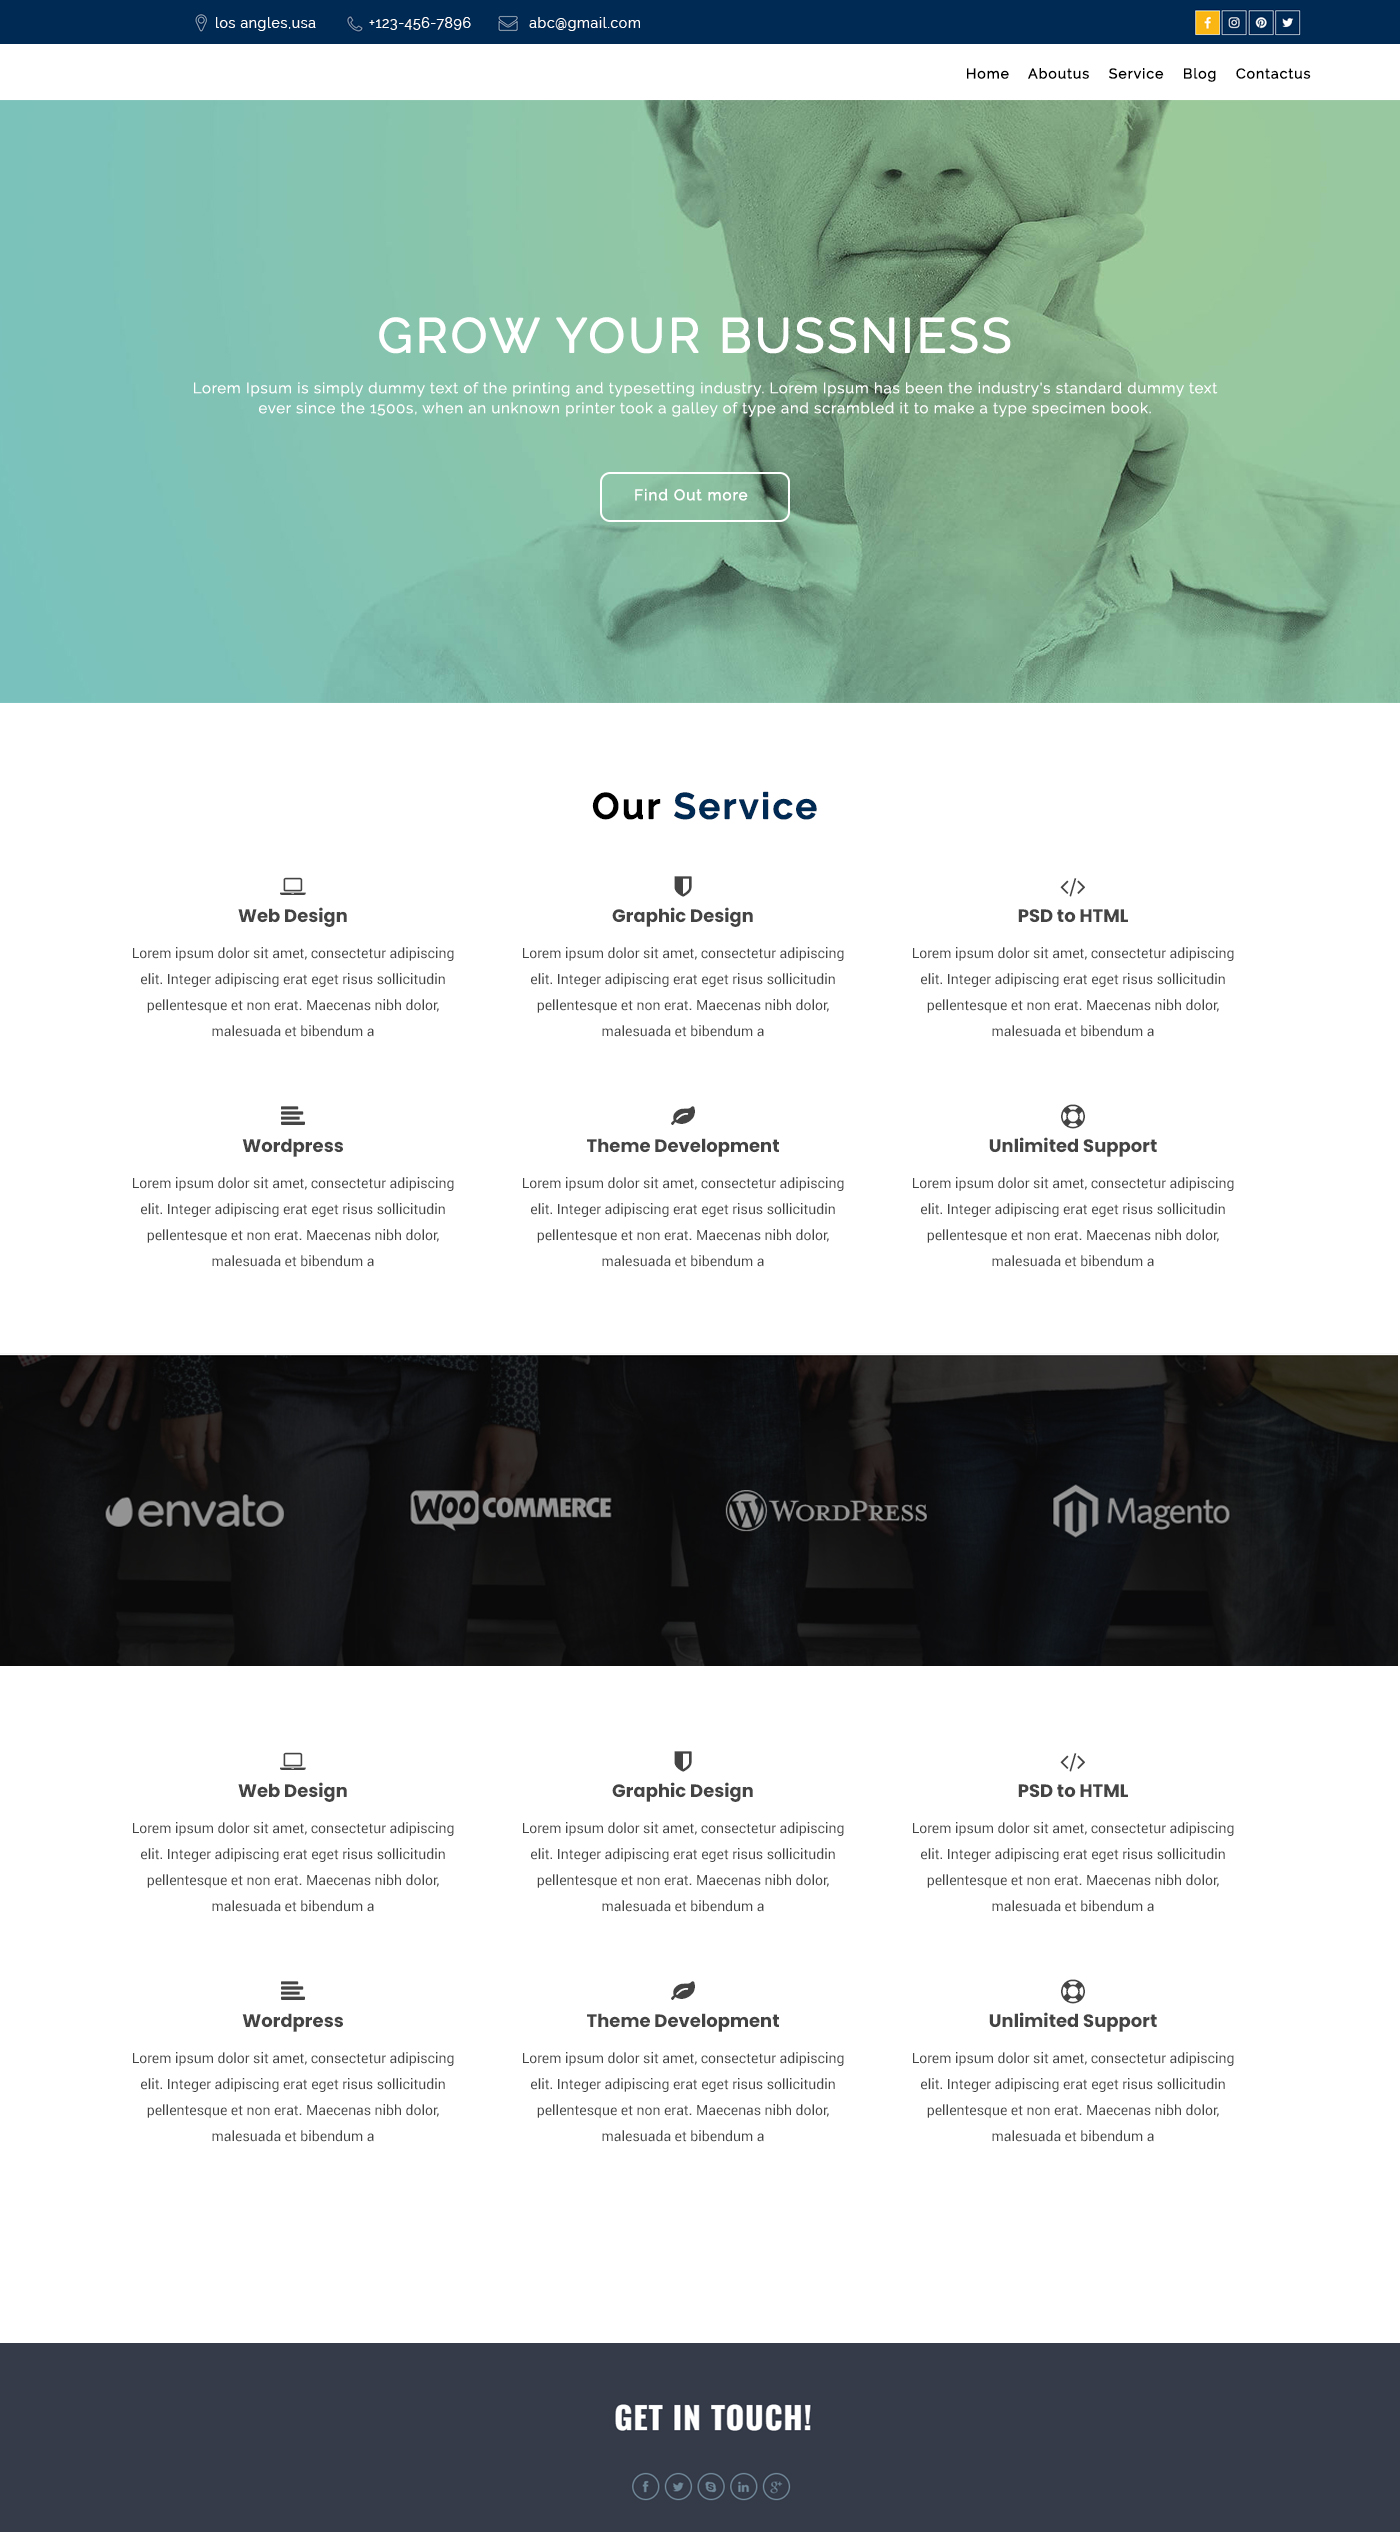 los angles,usa +123-456-7896 abc@gmail.com
Home Aboutus Service Blog Contactus
GROW YOUR BUSSNIESS
Lorem Ipsum is simply dummy text of the printing and typesetting industry. Lorem Ipsum has been the industry's standard dummy text
ever since the 1500s, when an unknown printer took a galley of type and scrambled it to make a type specimen book.
Find Out more
Our Service
Web Design
Lorem ipsum dolor sit amet, consectetur adipiscing
elit. Integer adipiscing erat eget risus sollicitudin
pellentesque et non erat. Maecenas nibh dolor,
malesuada et bibendum a
Graphic Design
Lorem ipsum dolor sit amet, consectetur adipiscing
elit. Integer adipiscing erat eget risus sollicitudin
pellentesque et non erat. Maecenas nibh dolor,
malesuada et bibendum a
PSD to HTML
Lorem ipsum dolor sit amet, consectetur adipiscing
elit. Integer adipiscing erat eget risus sollicitudin
pellentesque et non erat. Maecenas nibh dolor,
malesuada et bibendum a
Wordpress
Lorem ipsum dolor sit amet, consectetur adipiscing
elit. Integer adipiscing erat eget risus sollicitudin
pellentesque et non erat. Maecenas nibh dolor,
malesuada et bibendum a
Theme Development
Lorem ipsum dolor sit amet, consectetur adipiscing
elit. Integer adipiscing erat eget risus sollicitudin
pellentesque et non erat. Maecenas nibh dolor,
malesuada et bibendum a
Unlimited Support
Lorem ipsum dolor sit amet, consectetur adipiscing
elit. Integer adipiscing erat eget risus sollicitudin
pellentesque et non erat. Maecenas nibh dolor,
malesuada et bibendum a
envato
WOO COMMERCE
WORDPRESS
Magento
Web Design
Lorem ipsum dolor sit amet, consectetur adipiscing
elit. Integer adipiscing erat eget risus sollicitudin
pellentesque et non erat. Maecenas nibh dolor,
malesuada et bibendum a
Graphic Design
Lorem ipsum dolor sit amet, consectetur adipiscing
elit. Integer adipiscing erat eget risus sollicitudin
pellentesque et non erat. Maecenas nibh dolor,
malesuada et bibendum a
PSD to HTML
Lorem ipsum dolor sit amet, consectetur adipiscing
elit. Integer adipiscing erat eget risus sollicitudin
pellentesque et non erat. Maecenas nibh dolor,
malesuada et bibendum a
Wordpress
Lorem ipsum dolor sit amet, consectetur adipiscing
elit. Integer adipiscing erat eget risus sollicitudin
pellentesque et non erat. Maecenas nibh dolor,
malesuada et bibendum a
Theme Development
Lorem ipsum dolor sit amet, consectetur adipiscing
elit. Integer adipiscing erat eget risus sollicitudin
pellentesque et non erat. Maecenas nibh dolor,
malesuada et bibendum a
Unlimited Support
Lorem ipsum dolor sit amet, consectetur adipiscing
elit. Integer adipiscing erat eget risus sollicitudin
pellentesque et non erat. Maecenas nibh dolor,
malesuada et bibendum a
GET IN TOUCH!